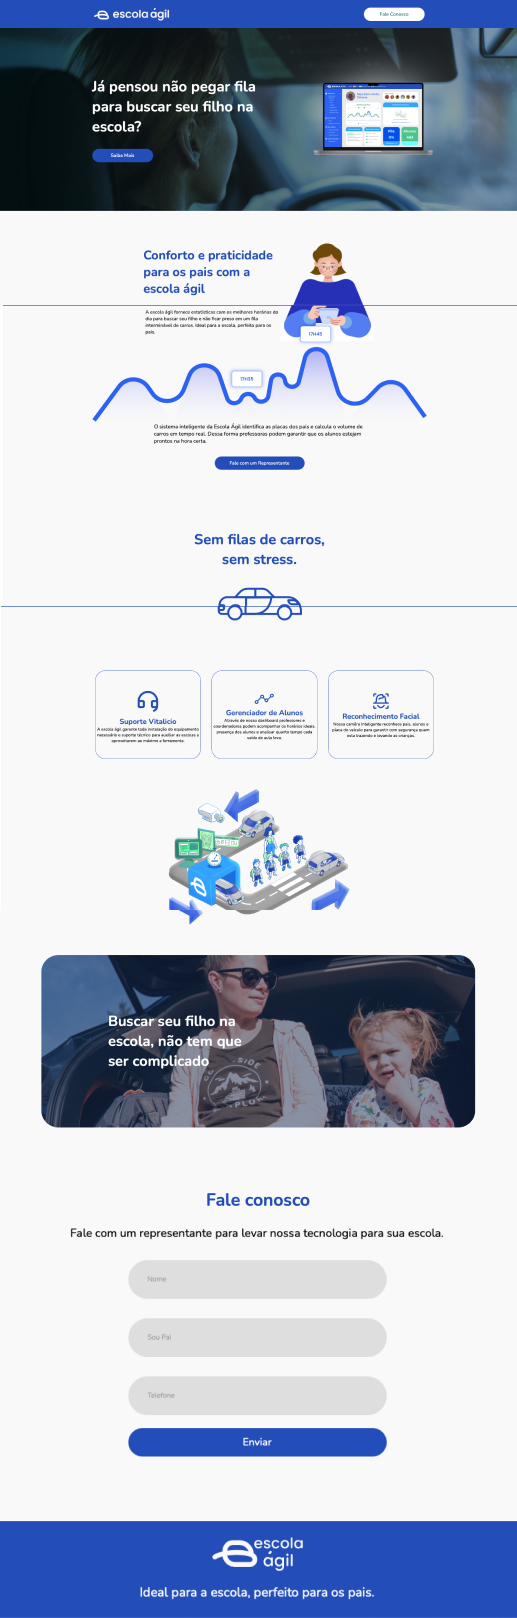 escola ágil
Fale Conosco
Já pensou não pegar fila
para buscar seu filho na
escola?
Saiba Mais
Conforto e praticidade
para os pais com a
escola ágil
A escola ágil fornece estatísticas com os melhores horários do
dia para buscar seu filho e não ficar preso em um fila
interminável de carros. Ideal para a escola, perfeito para os
pais.
17H45
17H35
O sistema inteligente da Escola Ágil identifica as placas dos pais e calcula o volume de
carros em tempo real. Dessa forma professores podem garantir que os alunos estejam
prontos na hora certa.
Fale com um Representante
Sem filas de carros,
sem stress.
Suporte Vitalício
A escola ágil garante toda instalação do equipamento
necessário e suporte técnico para auxiliar as escolas a
aproveitarem ao máximo a ferramenta.
Gerenciador de Alunos
Através de nosso dashboard professores e
coordenadores podem acompanhar os horários ideais,
presença dos alunos e analisar quanto tempo cada
saída de aula leva.
Reconhecimento Facial
Nossa camêra inteligente reconhece pais, alunos e
placa do veículo para garantir com segurança quem
está trazendo e levando as crianças.
Buscar seu filho na
escola, não tem que
ser complicado
Fale conosco
Fale com um representante para levar nossa tecnologia para sua escola.
Nome
Sou Pai
Telefone
Enviar
escola
ágil
Ideal para a escola, perfeito para os pais.